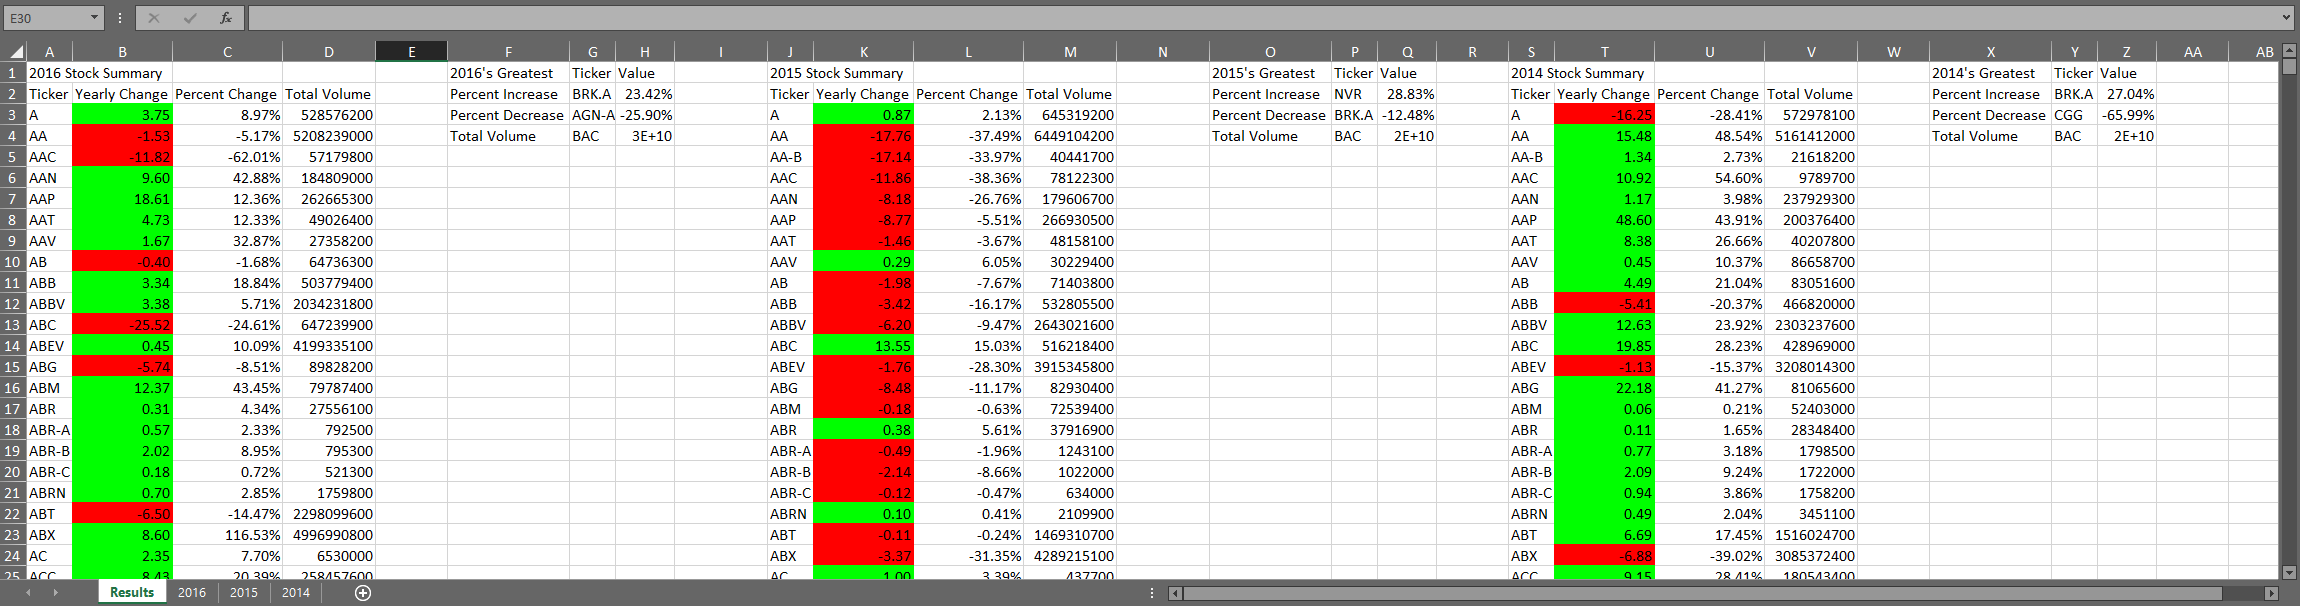 E30 fx
A B C D E F G H I J K L M N O P Q R S T U V W X Y Z AA AB
1 2016 Stock Summary 2016's Greatest Ticker Value 2015 Stock Summary 2015's Greatest Ticker Value 2014 Stock Summary 2014's Greatest Ticker Value
2 Ticker Yearly Change Percent Change Total Volume Percent Increase BRK.A 23.42% Ticker Yearly Change Percent Change Total Volume Percent Increase NVR 28.83% Ticker Yearly Change Percent Change Total Volume Percent Increase BRK.A 27.04%
3 A 3.75 8.97% 528576200 Percent Decrease AGN-A -25.90% A 0.87 2.13% 645319200 Percent Decrease BRK.A -12.48% A -16.25 -28.41% 572978100 Percent Decrease CGG -65.99%
4 AA -1.53 -5.17% 5208239000 Total Volume BAC 3E+10 AA -17.76 -37.49% 6449104200 Total Volume BAC 2E+10 AA 15.48 48.54% 5161412000 Total Volume BAC 2E+10
5 AAC -11.82 -62.01% 57179800 AA-B -17.14 -33.97% 40441700 AA-B 1.34 2.73% 21618200
6 AAN 9.60 42.88% 184809000 AAC -11.86 -38.36% 78122300 AAC 10.92 54.60% 9789700
7 AAP 18.61 12.36% 262665300 AAN -8.18 -26.76% 179606700 AAN 1.17 3.98% 237929300
8 AAT 4.73 12.33% 49026400 AAP -8.77 -5.51% 266930500 AAP 48.60 43.91% 200376400
9 AAV 1.67 32.87% 27358200 AAT -1.46 -3.67% 48158100 AAT 8.38 26.66% 40207800
10 AB -0.40 -1.68% 64736300 AAV 0.29 6.05% 30229400 AAV 0.45 10.37% 86658700
11 ABB 3.34 18.84% 503779400 AB -1.98 -7.67% 71403800 AB 4.49 21.04% 83051600
12 ABBV 3.38 5.71% 2034231800 ABB -3.42 -16.17% 532805500 ABB -5.41 -20.37% 466820000
13 ABC -25.52 -24.61% 647239900 ABBV -6.20 -9.47% 2643021600 ABBV 12.63 23.92% 2303237600
14 ABEV 0.45 10.09% 4199335100 ABC 13.55 15.03% 516218400 ABC 19.85 28.23% 428969000
15 ABG -5.74 -8.51% 89828200 ABEV -1.76 -28.30% 3915345800 ABEV -1.13 -15.37% 3208014300
16 ABM 12.37 43.45% 79787400 ABG -8.48 -11.17% 82930400 ABG 22.18 41.27% 81065600
17 ABR 0.31 4.34% 27556100 ABM -0.18 -0.63% 72539400 ABM 0.06 0.21% 52403000
18 ABR-A 0.57 2.33% 792500 ABR 0.38 5.61% 37916900 ABR 0.11 1.65% 28348400
19 ABR-B 2.02 8.95% 795300 ABR-A -0.49 -1.96% 1243100 ABR-A 0.77 3.18% 1798500
20 ABR-C 0.18 0.72% 521300 ABR-B -2.14 -8.66% 1022000 ABR-B 2.09 9.24% 1722000
21 ABRN 0.70 2.85% 1759800 ABR-C -0.12 -0.47% 634000 ABR-C 0.94 3.86% 1758200
22 ABT -6.50 -14.47% 2298099600 ABRN 0.10 0.41% 2109900 ABRN 0.49 2.04% 3451100
23 ABX 8.60 116.53% 4996990800 ABT -0.11 -0.24% 1469310700 ABT 6.69 17.45% 1516024700
24 AC 2.35 7.70% 6530000 ABX -3.37 -31.35% 4289215100 ABX -6.88 -39.02% 3085372400
25 ACC 8.43 20.39% 258457600 AC 1.00 3.39% 437700 ACC 9.15 28.41% 180543400
Results 2016 2015 2014